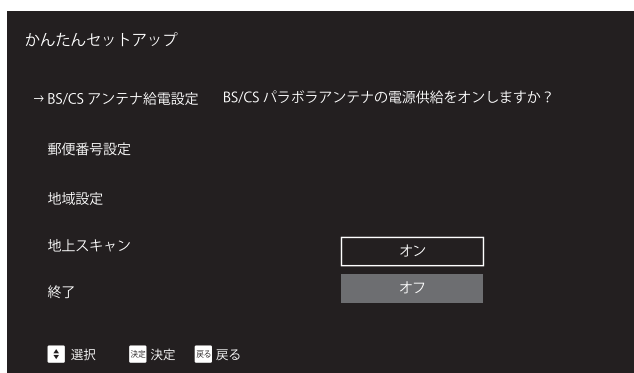 かんたんセットアップ
→BS/CS アンテナ給電設定 BS/CS パラボラアンテナの電源供給をオンしますか？
郵便番号設定
地域設定
地上スキャン
オン
終了
オフ
選択 決定 決定 戻る 戻る